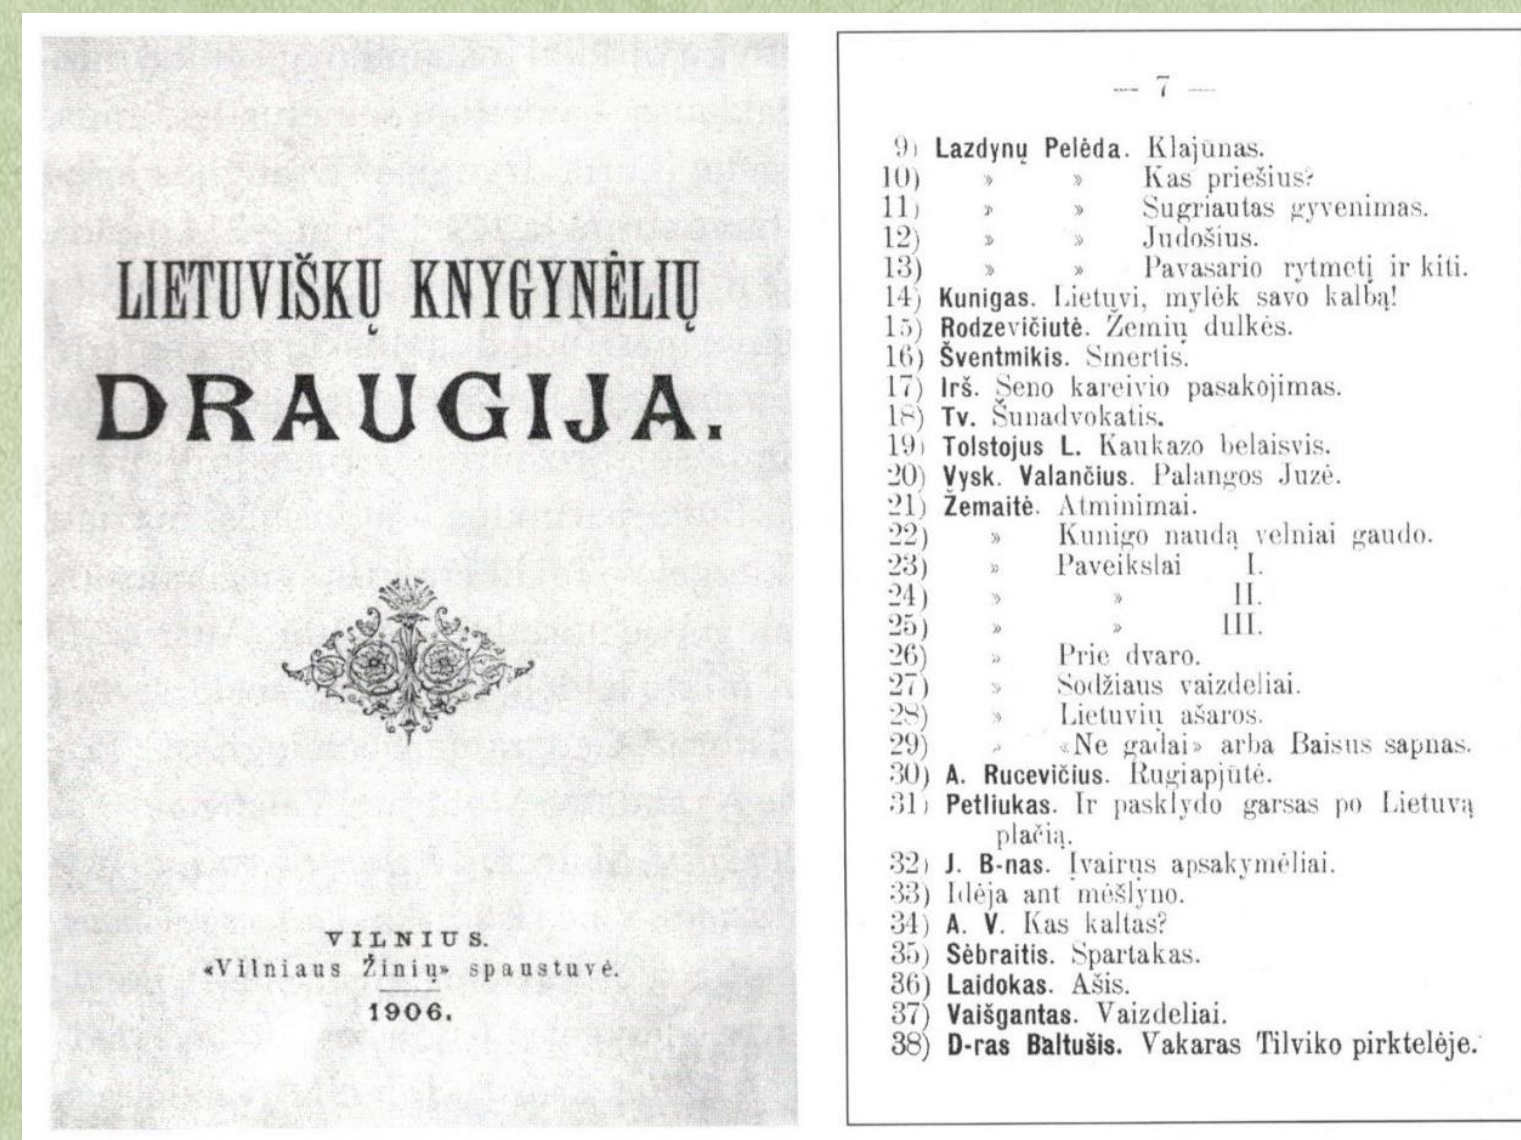 LIETUVIŠKŲ KNYGYNĖLIŲ
DRAUGIJA.
VILNIUS.
«Vilniaus Žinių» spaustuvė.
1906.
— 7 —
9) Lazdynų Pelėda. Klajūnas.
10) » » Kas priešius?
11) » » Sugriautas gyvenimas.
12) » » Judošius.
13) » » Pavasario rytmetį ir kiti.
14) Kunigas. Lietuvi, mylėk savo kalbą!
15) Rodzevičiutė. Žemių dulkės.
16) Šventmikis. Smertis.
17) Irš. Seno kareivio pasakojimas.
18) Tv. Šunadvokatis.
19) Tolstojus L. Kaukazo belaisvis.
20) Vysk. Valančius. Palangos Juzė.
21) Žemaitė. Atminimai.
22) » Kunigo naudą velniai gaudo.
23) » Paveikslai I.
24) » » II.
25) » » III.
26) » Prie dvaro.
27) » Sodžiaus vaizdeliai.
28) » Lietuvių ašaros.
29) » «Ne gadai» arba Baisus sapnas.
30) A. Rucevičius. Rugiapjūtė.
31) Petliukas. Ir pasklydo garsas po Lietuvą
plačią.
32) J. B-nas. Įvairųs apsakymėliai.
33) Idėja ant mėšlyno.
34) A. V. Kas kaltas?
35) Sėbraitis. Spartakas.
36) Laidokas. Ašis.
37) Vaišgantas. Vaizdeliai.
38) D-ras Baltušis. Vakaras Tilviko pirktelėje.